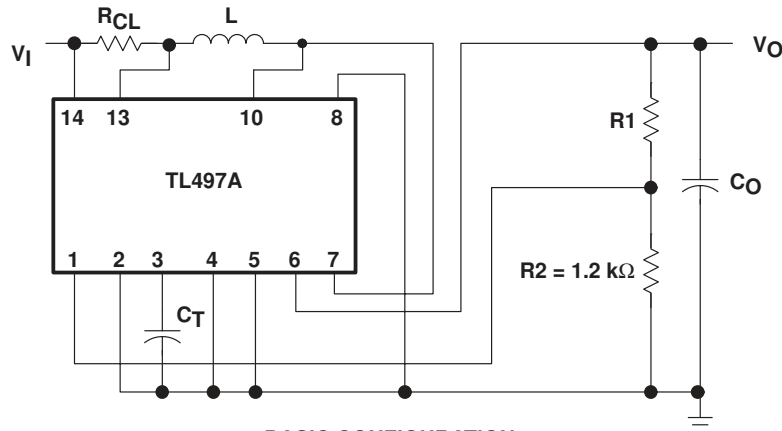 RCL
L
VI
VO
14 13 10 8
R1
TL497A
CO
1 2 3 4 5 6 7
R2 = 1.2 kΩ
CT